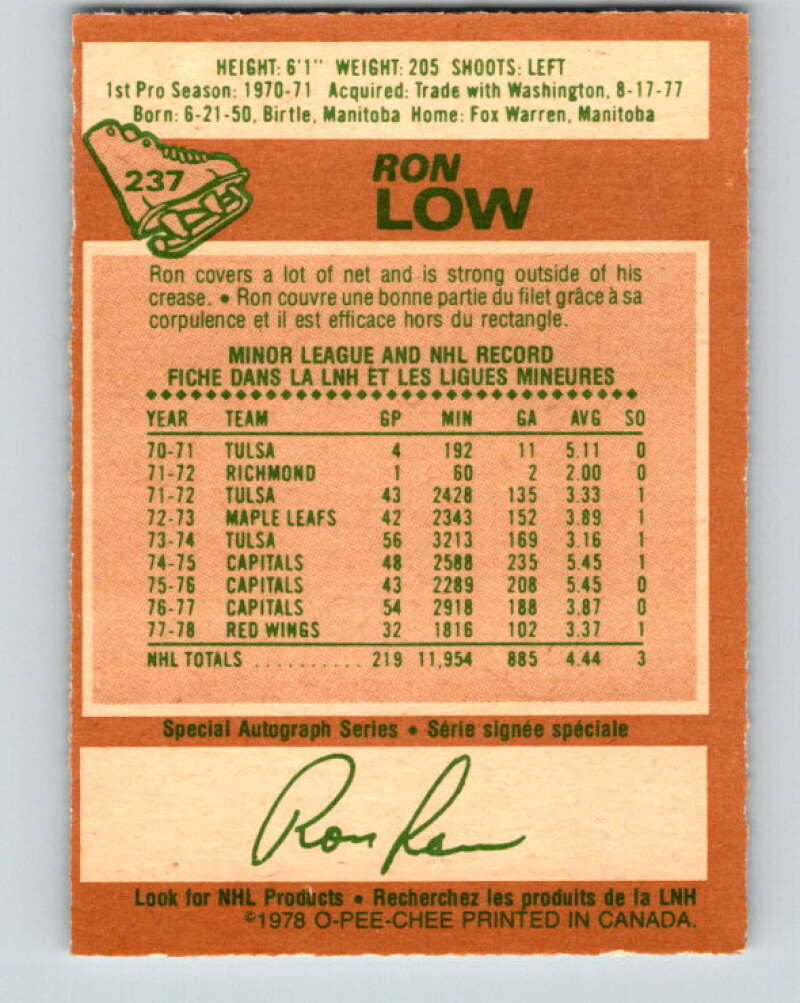 HEIGHT: 6'1" WEIGHT: 205 SHOOTS: LEFT
1st Pro Season: 1970-71 Acquired: Trade with Washington, 8-17-77
Born: 6-21-50, Birtle, Manitoba Home: Fox Warren, Manitoba
237
RON
LOW
Ron covers a lot of net and is strong outside of his
crease. • Ron couvre une bonne partie du filet grâce à sa
corpulence et il est efficace hors du rectangle.
MINOR LEAGUE AND NHL RECORD
FICHE DANS LA LNH ET LES LIGUES MINEURES
YEAR TEAM GP MIN GA AVG SO
70-71 TULSA 4 192 11 5.11 0
71-72 RICHMOND 1 60 2 2.00 0
71-72 TULSA 43 2428 135 3.33 1
72-73 MAPLE LEAFS 42 2343 152 3.89 1
73-74 TULSA 56 3213 169 3.16 1
74-75 CAPITALS 48 2588 235 5.45 1
75-76 CAPITALS 43 2289 208 5.45 0
76-77 CAPITALS 54 2918 188 3.87 0
77-78 RED WINGS 32 1816 102 3.37 1
NHL TOTALS .......... 219 11,954 885 4.44 3
Special Autograph Series • Série signée spéciale
Ron Low
Look for NHL Products • Recherchez les produits de la LNH
©1978 O-PEE-CHEE PRINTED IN CANADA.